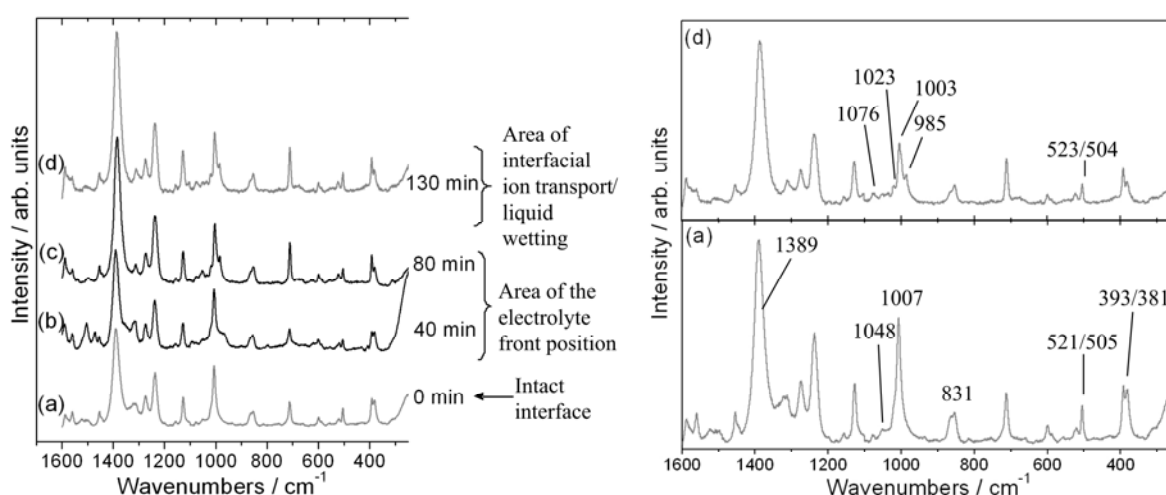 Intensity / arb. units
(d)
130 min
Area of
interfacial
ion transport/
liquid
wetting
(c)
80 min
(b)
40 min
Area of the
electrolyte
front position
(a)
0 min
Intact
interface
1600 1400 1200 1000 800 600 400
Wavenumbers / cm-1
Intensity / arb. units
(d)
1023
1003
1076
985
523/504
(a)
1389
1007
1048
831
393/381
521/505
1600 1400 1200 1000 800 600 400
Wavenumbers / cm-1